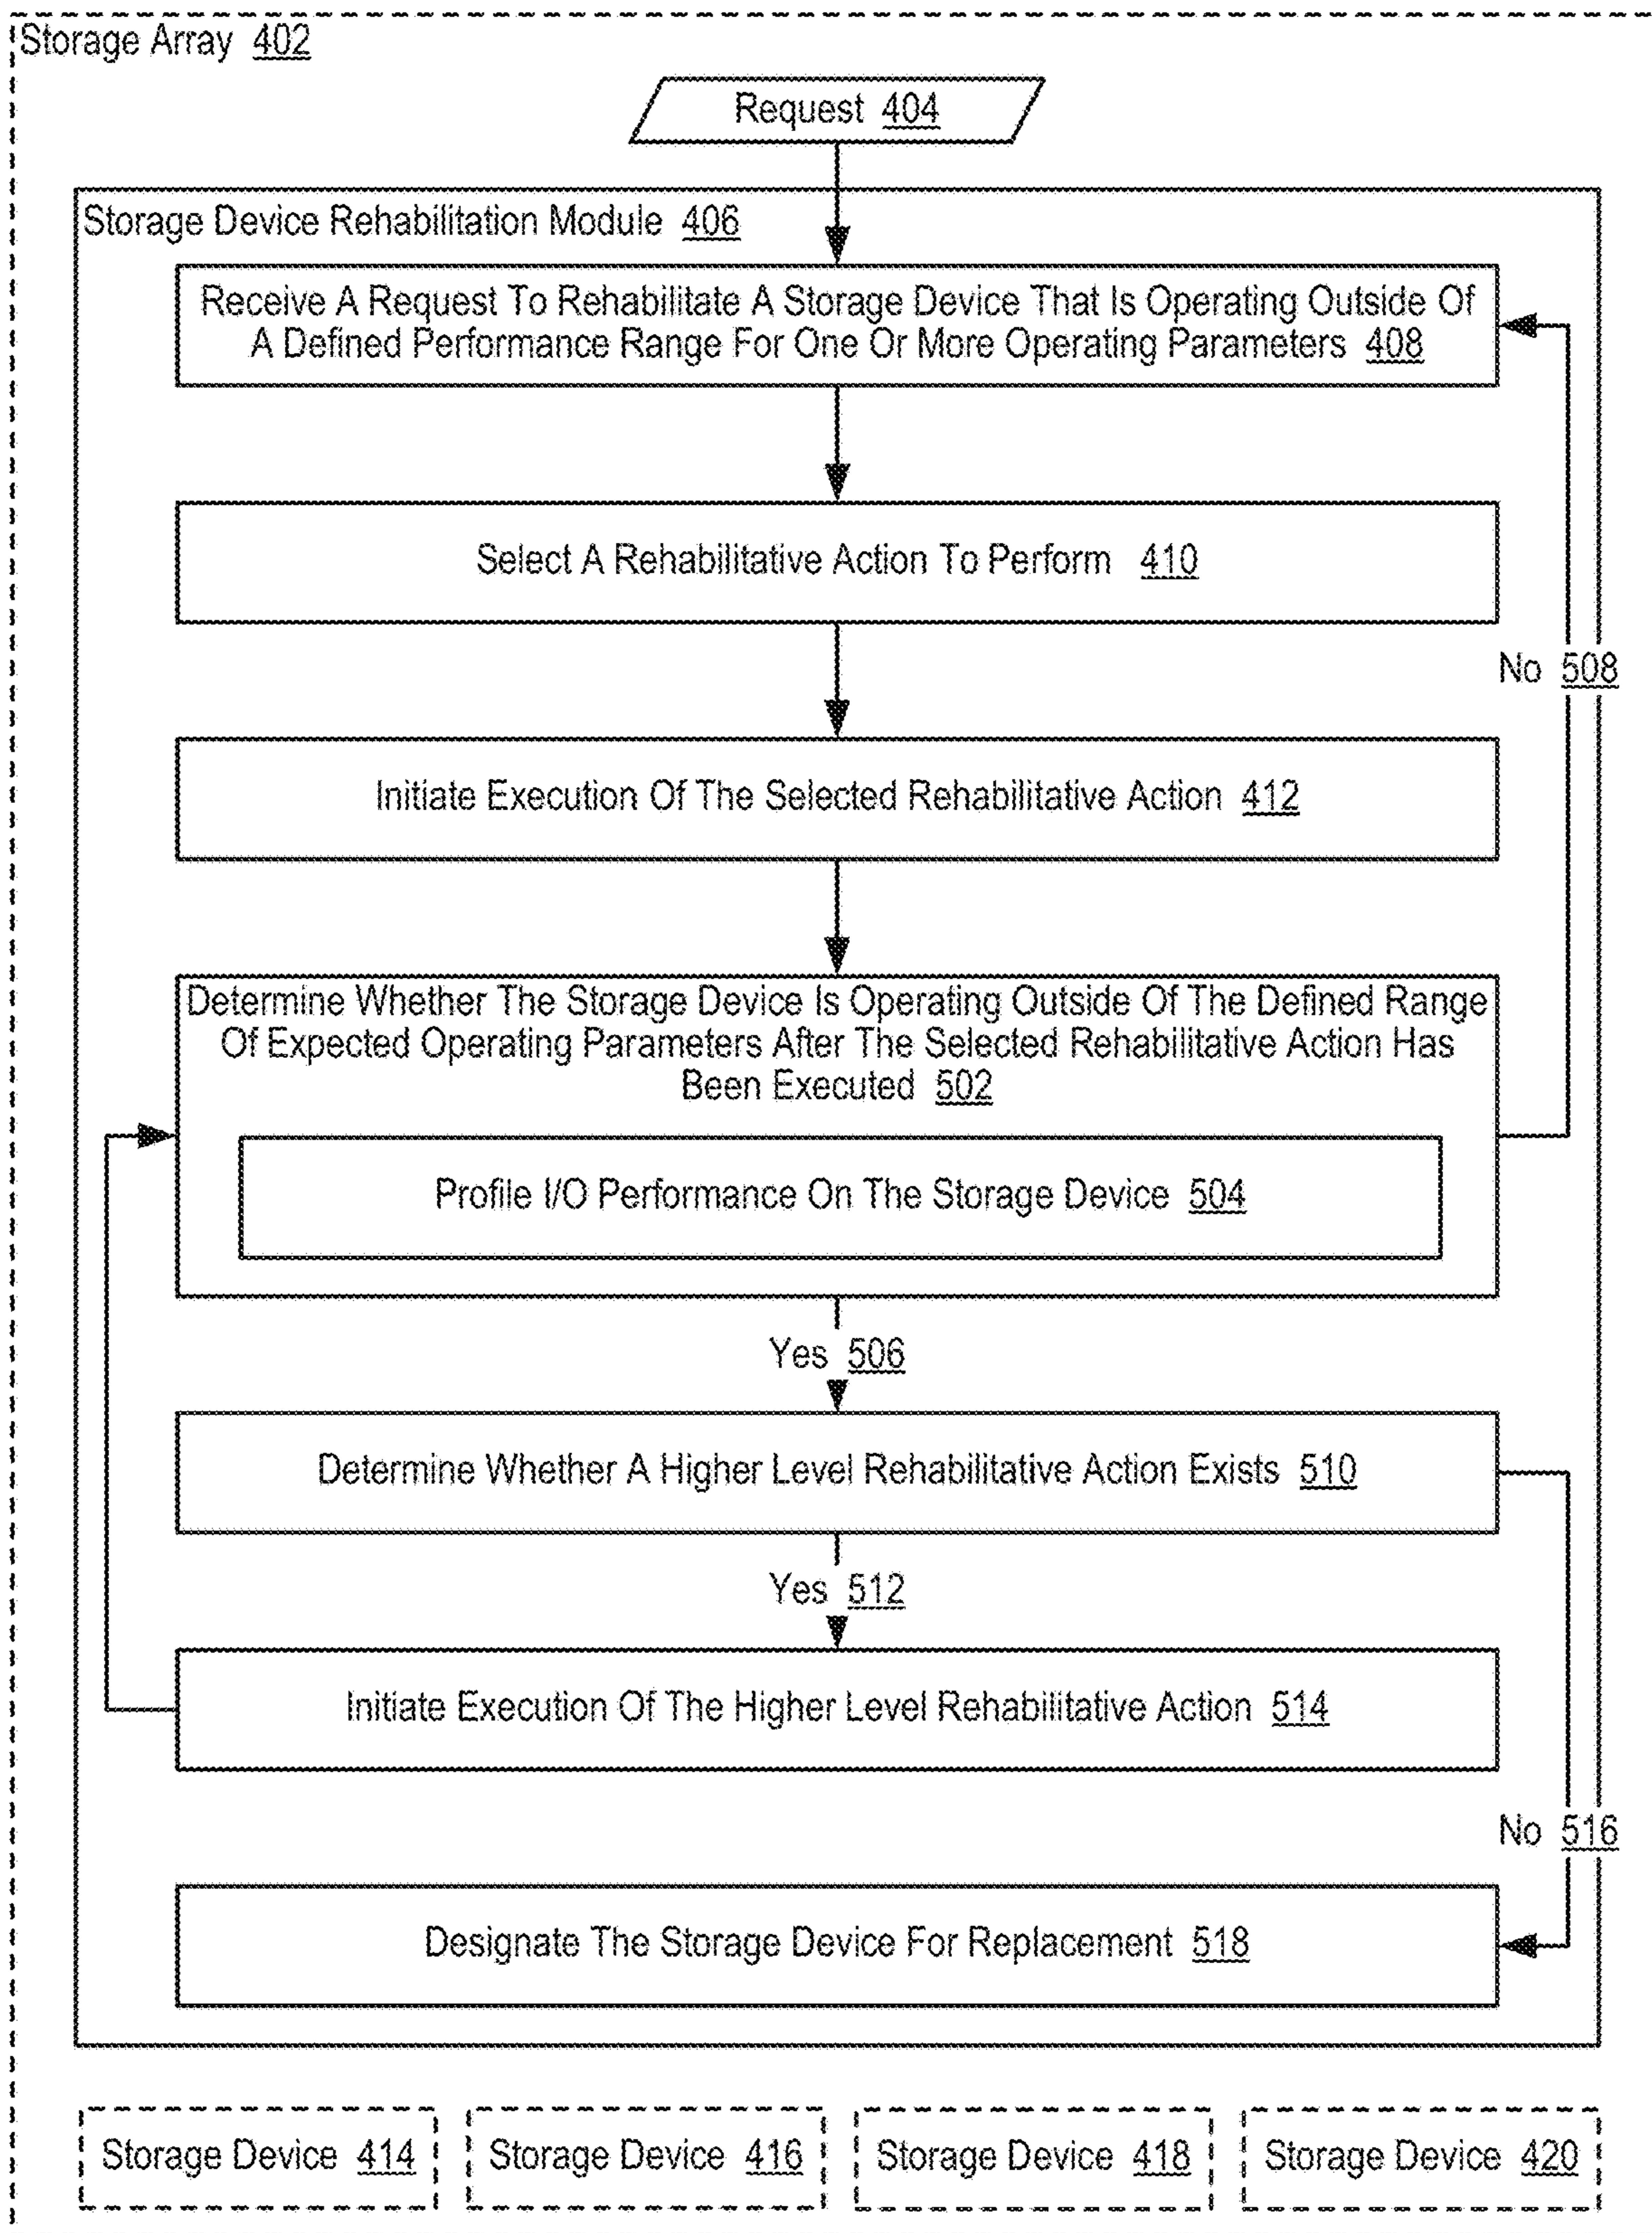 Storage Array 402
Request 404
Storage Device Rehabilitation Module 406
Receive A Request To Rehabilitate A Storage Device That Is Operating Outside Of
A Defined Performance Range For One Or More Operating Parameters 408
Select A Rehabilitative Action To Perform 410
No 508
Initiate Execution Of The Selected Rehabilitative Action 412
Determine Whether The Storage Device Is Operating Outside Of The Defined Range
Of Expected Operating Parameters After The Selected Rehabilitative Action Has
Been Executed 502
Profile I/O Performance On The Storage Device 504
Yes 506
Determine Whether A Higher Level Rehabilitative Action Exists 510
Yes 512
Initiate Execution Of The Higher Level Rehabilitative Action 514
No 516
Designate The Storage Device For Replacement 518
Storage Device 414
Storage Device 416
Storage Device 418
Storage Device 420